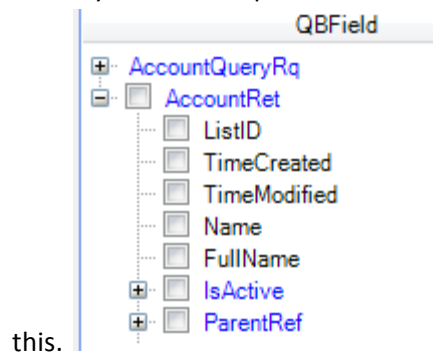 QBField
AccountQueryRq
AccountRet
ListID
TimeCreated
TimeModified
Name
FullName
IsActive
ParentRef
this.